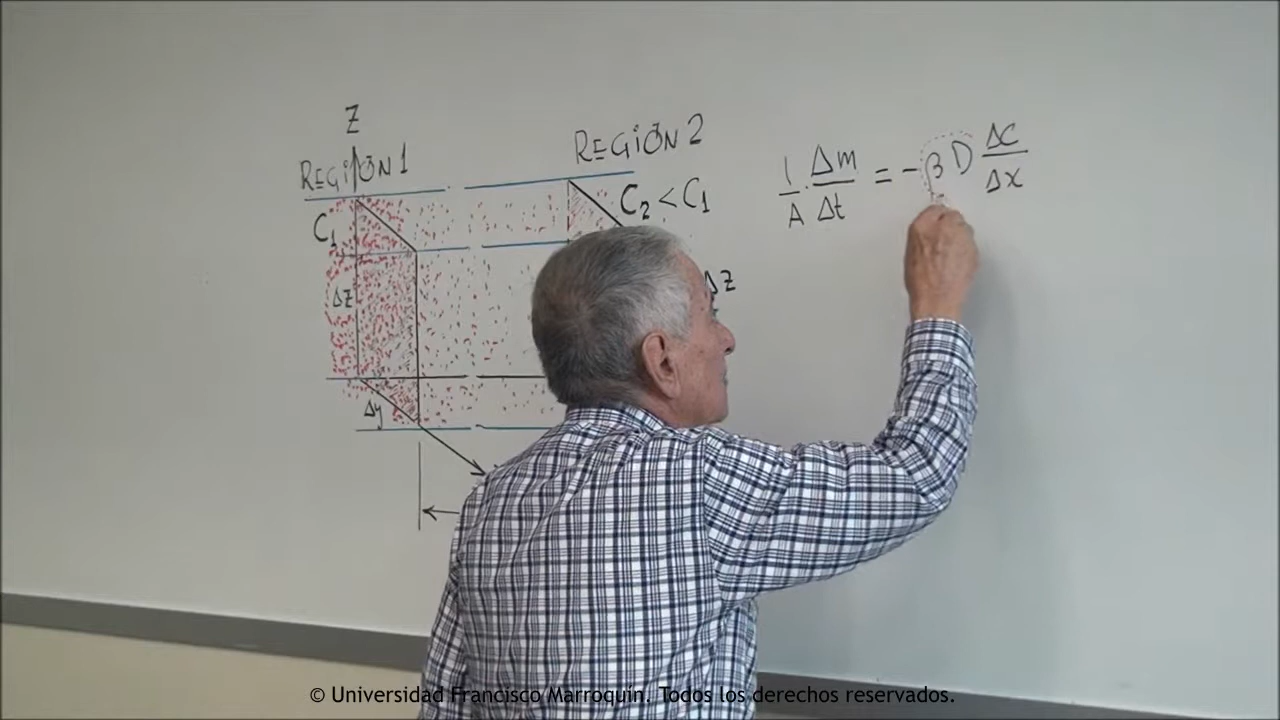 Z
REGIÓN 1
REGIÓN 2
C₁
C₂ < C₁
ΔZ
ΔZ
Δy
1/A · Δm/Δt = -βD ΔC/Δx
© Universidad Francisco Marroquín. Todos los derechos reservados.